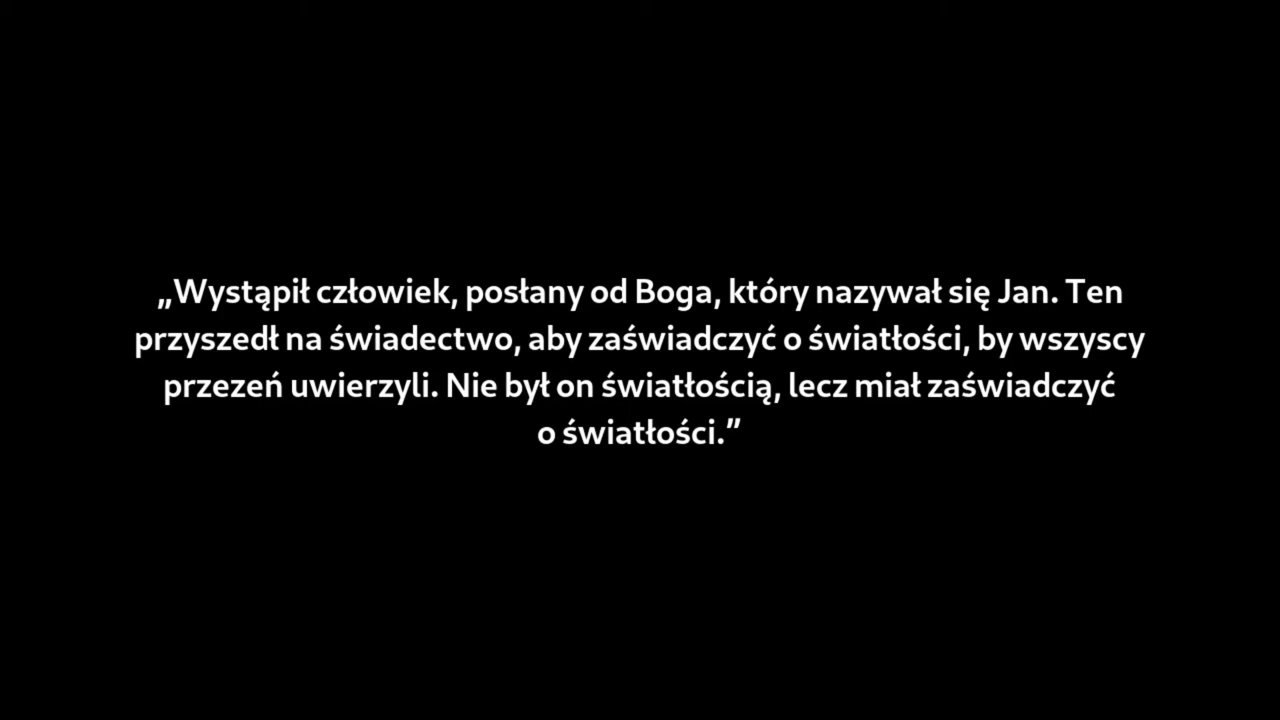 „Wystąpił człowiek, posłany od Boga, który nazywał się Jan. Ten
przyszedł na świadectwo, aby zaświadczyć o światłości, by wszyscy
przezeń uwierzyli. Nie był on światłością, lecz miał zaświadczyć
o światłości.”